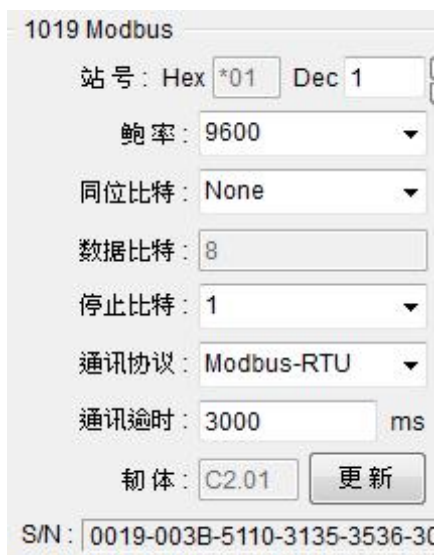 1019 Modbus
站号: Hex *01 Dec 1
鲍率: 9600
同位比特: None
数据比特: 8
停止比特: 1
通讯协议: Modbus-RTU
通讯逾时: 3000 ms
韧体: C2.01 更新
S/N: 0019-003B-5110-3135-3536-30